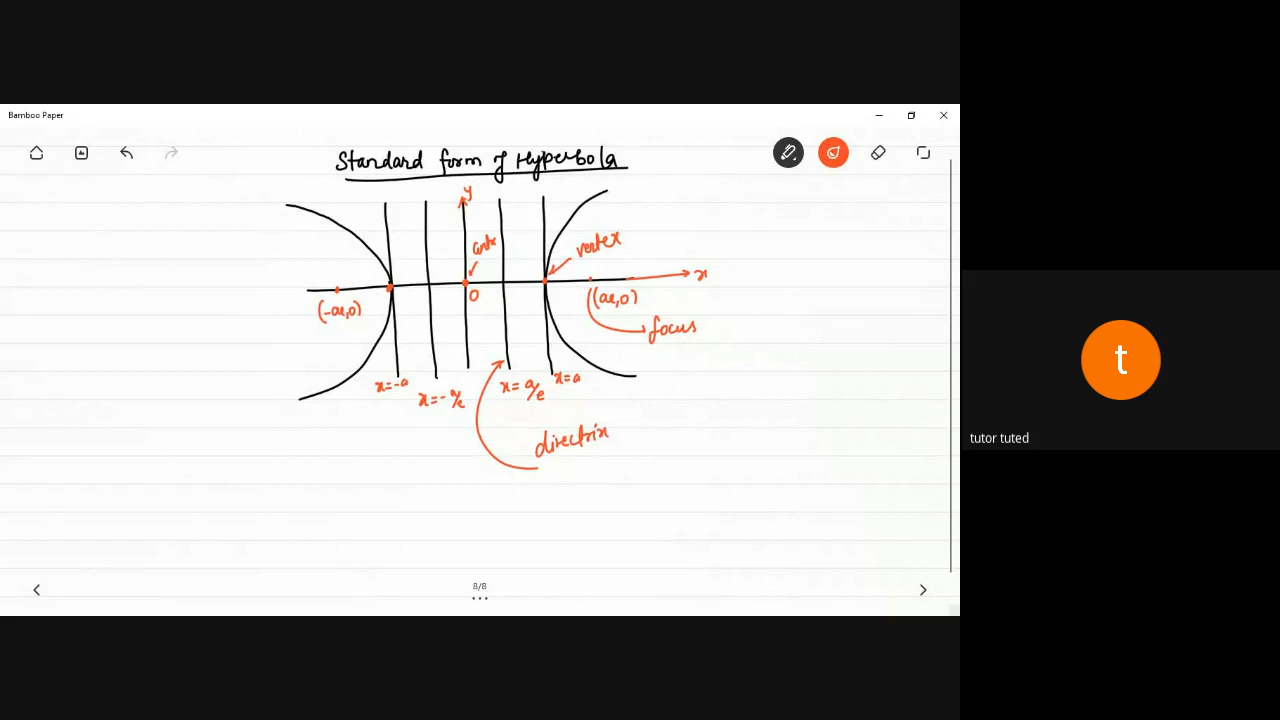 Bamboo Paper
Standard form of Hyperbola
y
vertex
x
O
(-ae,0)
(ae,0)
focus
x=-a
x=-a/e
x=a/e
x=a
directrix
8/8
t
tutor tuted